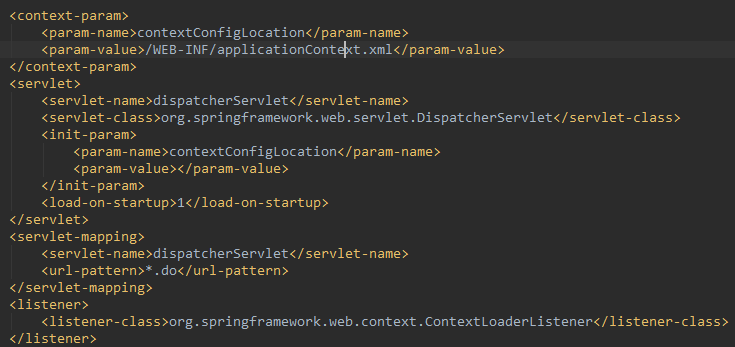 <context-param>
    <param-name>contextConfigLocation</param-name>
    <param-value>/WEB-INF/applicationContext.xml</param-value>
</context-param>
<servlet>
    <servlet-name>dispatcherServlet</servlet-name>
    <servlet-class>org.springframework.web.servlet.DispatcherServlet</servlet-class>
    <init-param>
        <param-name>contextConfigLocation</param-name>
        <param-value></param-value>
    </init-param>
    <load-on-startup>1</load-on-startup>
</servlet>
<servlet-mapping>
    <servlet-name>dispatcherServlet</servlet-name>
    <url-pattern>*.do</url-pattern>
</servlet-mapping>
<listener>
    <listener-class>org.springframework.web.context.ContextLoaderListener</listener-class>
</listener>